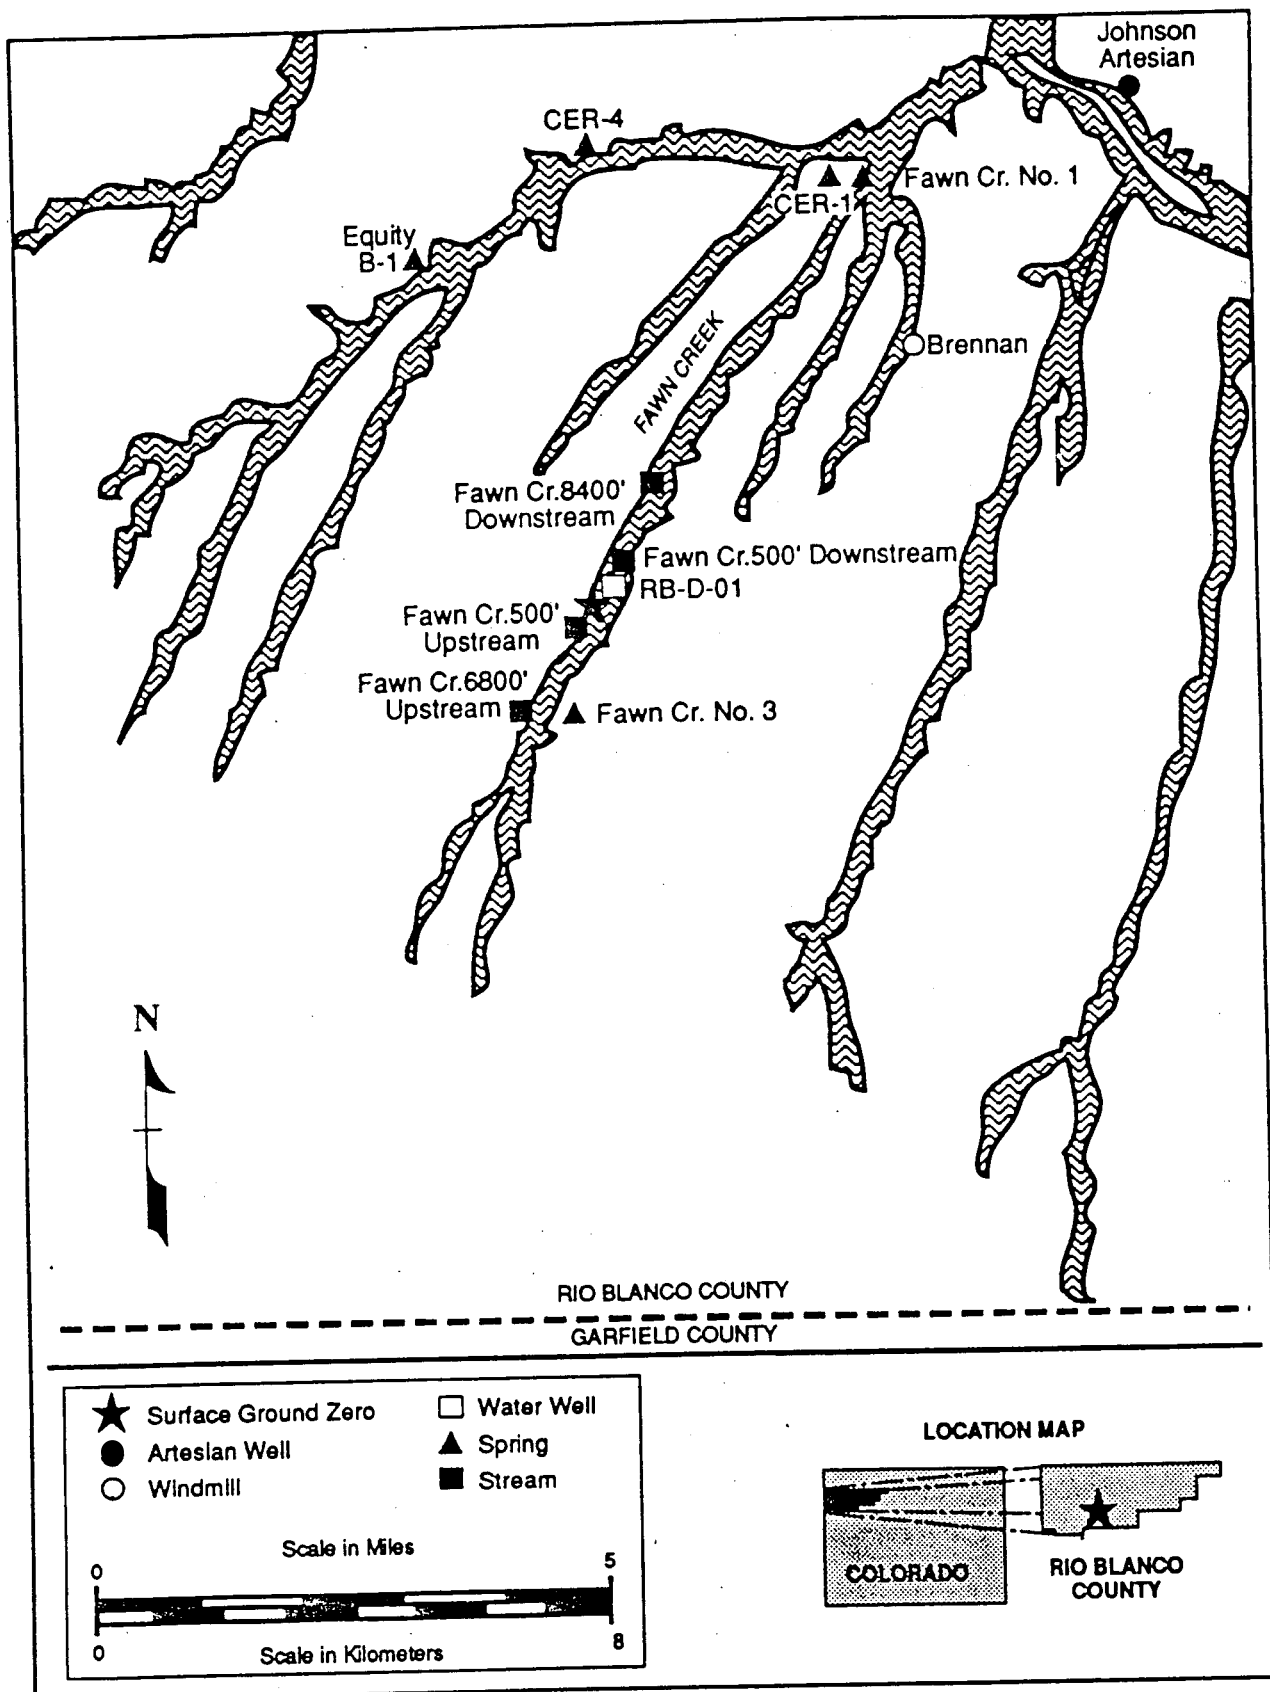 Johnson
Artesian
CER-4
Fawn Cr. No. 1
CER-1
Equity
B-1
FAWN CREEK
Brennan
Fawn Cr.8400'
Downstream
Fawn Cr.500' Downstream
RB-D-01
Fawn Cr.500'
Upstream
Fawn Cr.6800'
Upstream
Fawn Cr. No. 3
N
RIO BLANCO COUNTY
GARFIELD COUNTY
Surface Ground Zero
Artesian Well
Windmill
Water Well
Spring
Stream
Scale in Miles
0 5
0 8
Scale in Kilometers
LOCATION MAP
COLORADO
RIO BLANCO
COUNTY